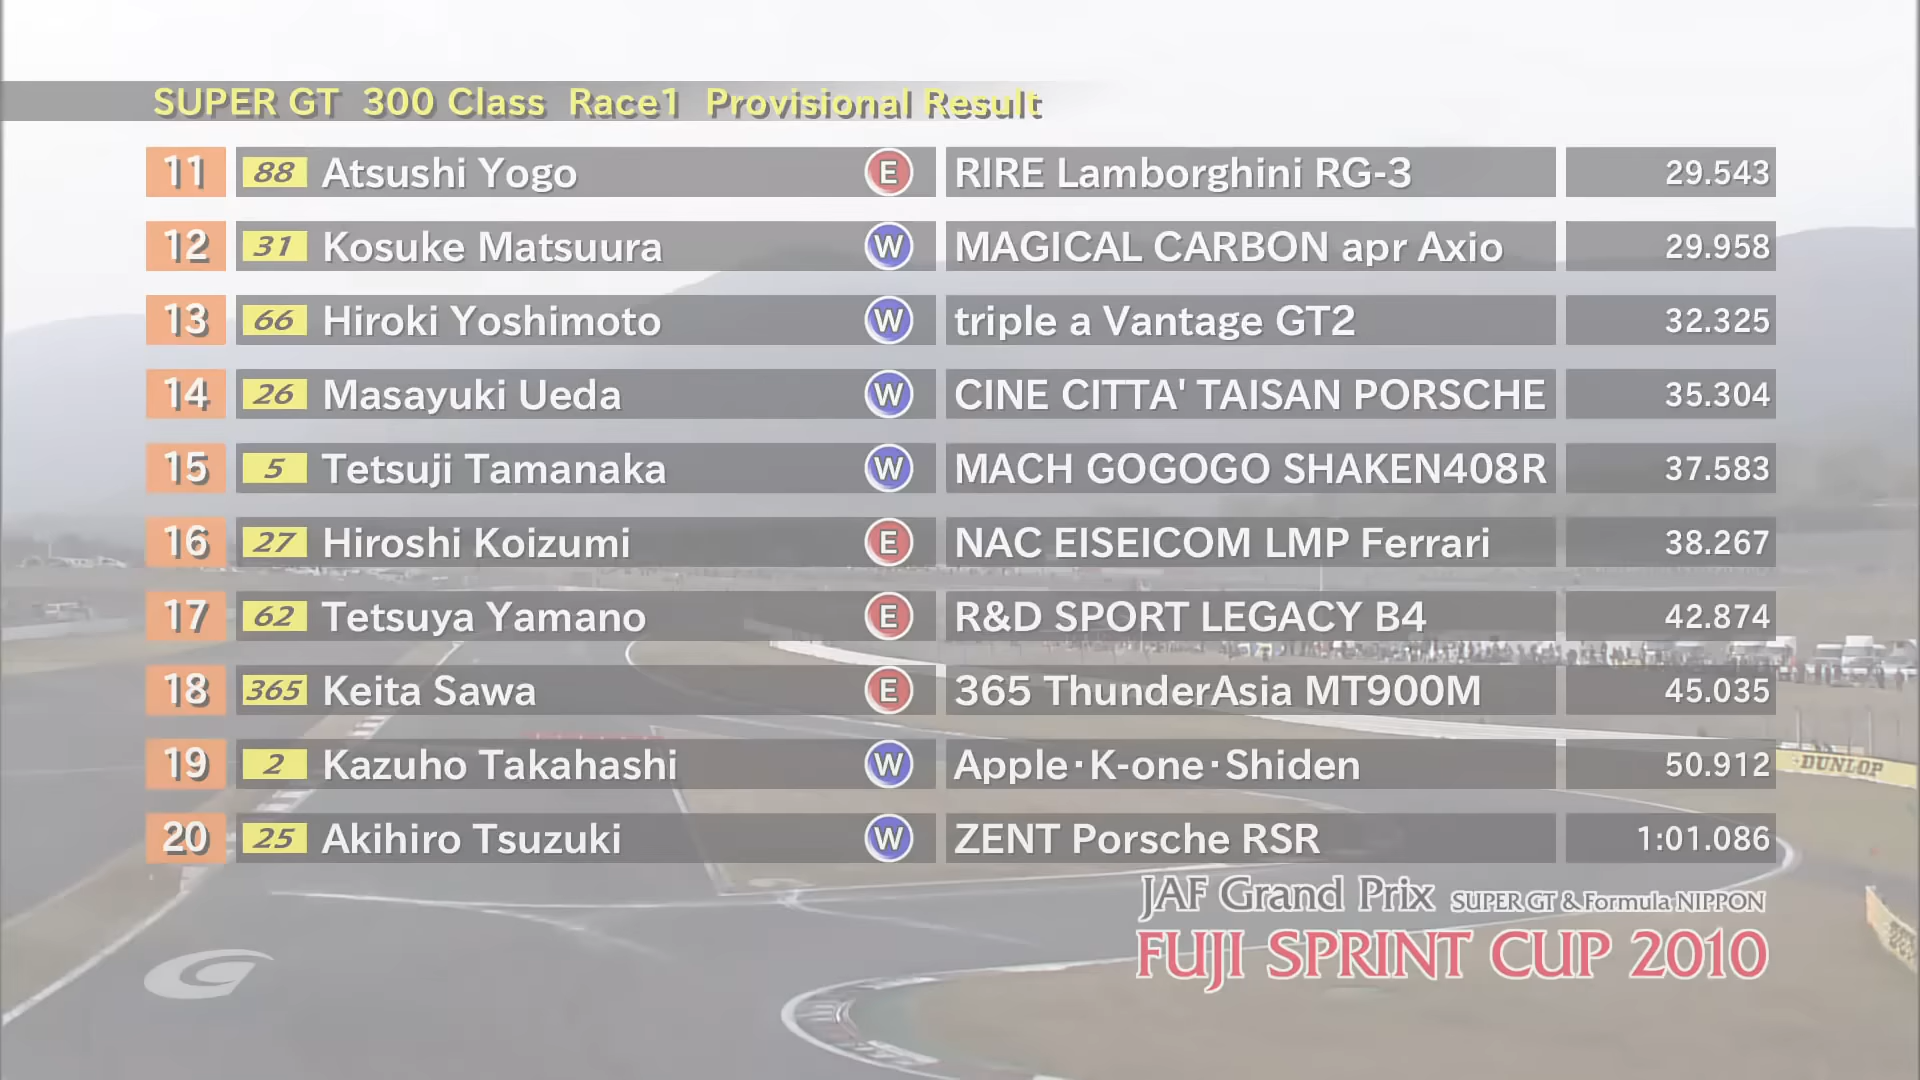 SUPER GT 300 Class Race1 Provisional Result
11 88 Atsushi Yogo E RIRE Lamborghini RG-3 29.543
12 31 Kosuke Matsuura W MAGICAL CARBON apr Axio 29.958
13 66 Hiroki Yoshimoto W triple a Vantage GT2 32.325
14 26 Masayuki Ueda W CINE CITTA' TAISAN PORSCHE 35.304
15 5 Tetsuji Tamanaka W MACH GOGOGO SHAKEN408R 37.583
16 27 Hiroshi Koizumi E NAC EISEICOM LMP Ferrari 38.267
17 62 Tetsuya Yamano E R&D SPORT LEGACY B4 42.874
18 365 Keita Sawa E 365 ThunderAsia MT900M 45.035
19 2 Kazuho Takahashi W Apple･K-one･Shiden 50.912
DUNLOP
20 25 Akihiro Tsuzuki W ZENT Porsche RSR 1:01.086
JAF Grand Prix SUPER GT & Formula NIPPON
FUJI SPRINT CUP 2010